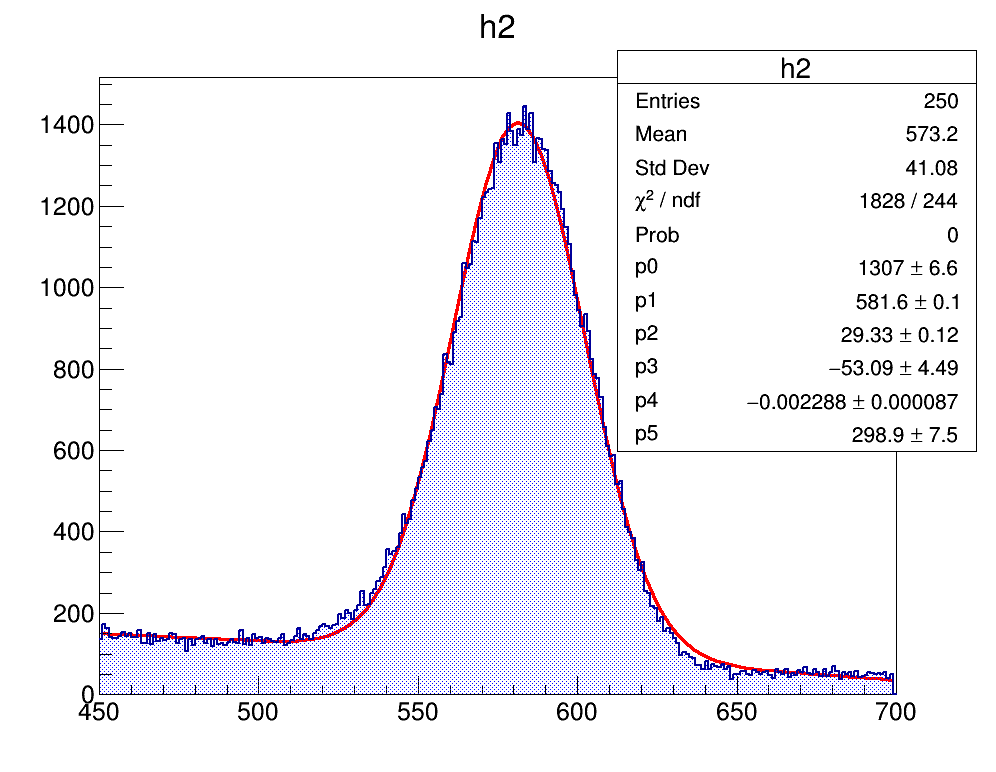 h2
h2
Entries 250
Mean 573.2
Std Dev 41.08
χ² / ndf 1828 / 244
Prob 0
p0 1307 ± 6.6
p1 581.6 ± 0.1
p2 29.33 ± 0.12
p3 −53.09 ± 4.49
p4 −0.002288 ± 0.000087
p5 298.9 ± 7.5
1400
1200
1000
800
600
400
200
0
450 500 550 600 650 700